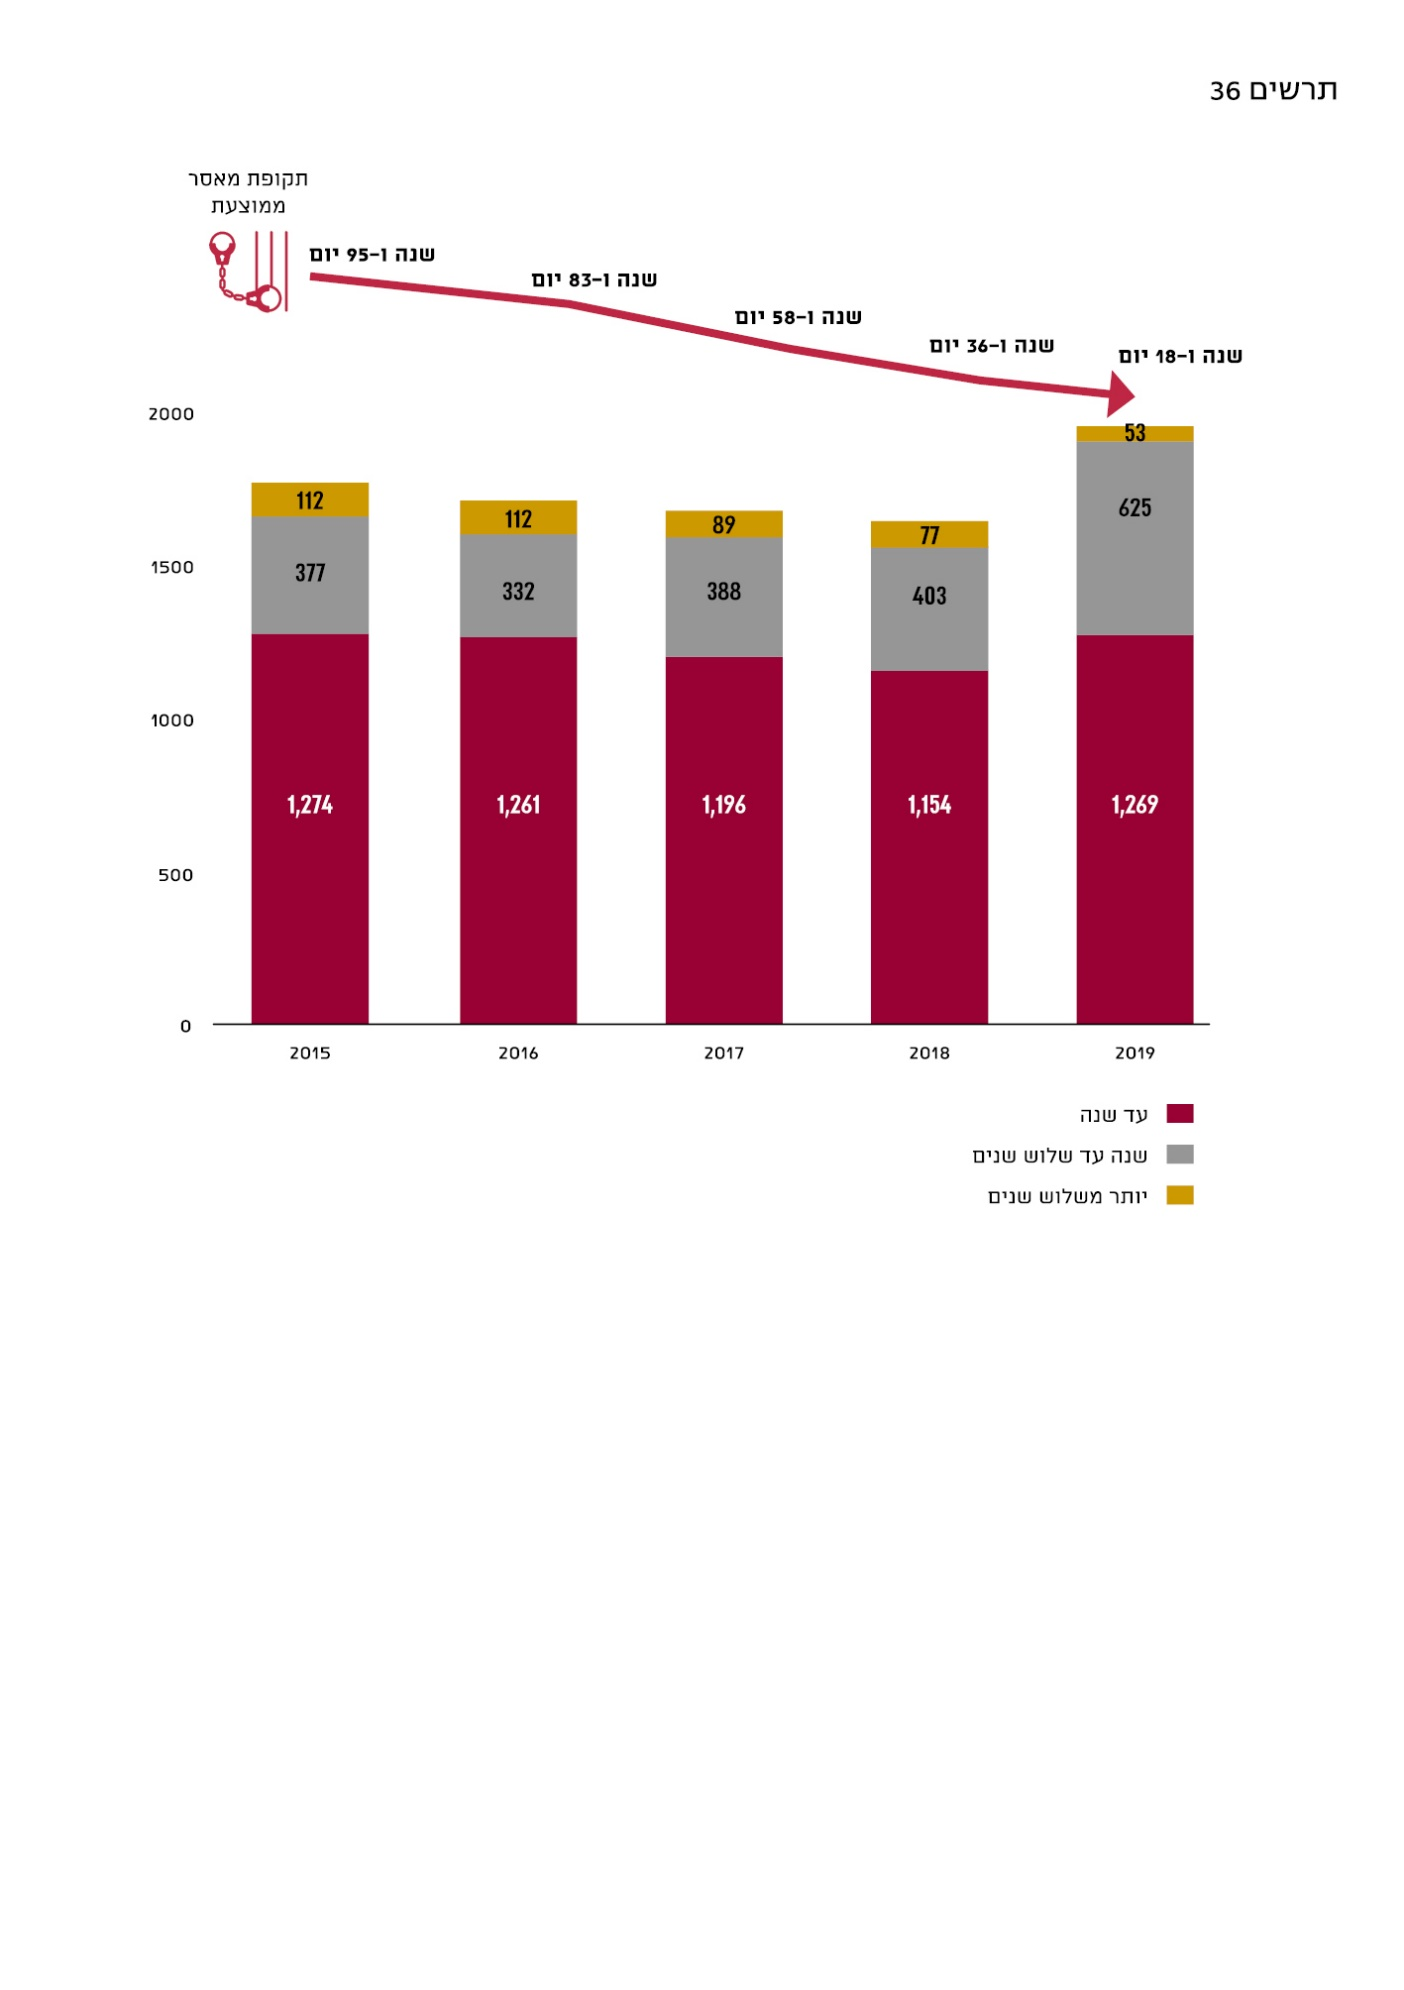 תרשים 36
תקופת מאסר
ממוצעת
שנה ו-95 יום
שנה ו-83 יום
שנה ו-58 יום
שנה ו-36 יום
שנה ו-18 יום
2000
1500
1000
500
0
112
377
1,274
112
332
1,261
89
388
1,196
77
403
1,154
53
625
1,269
2015
2016
2017
2018
2019
עד שנה
שנה עד שלוש שנים
יותר משלוש שנים